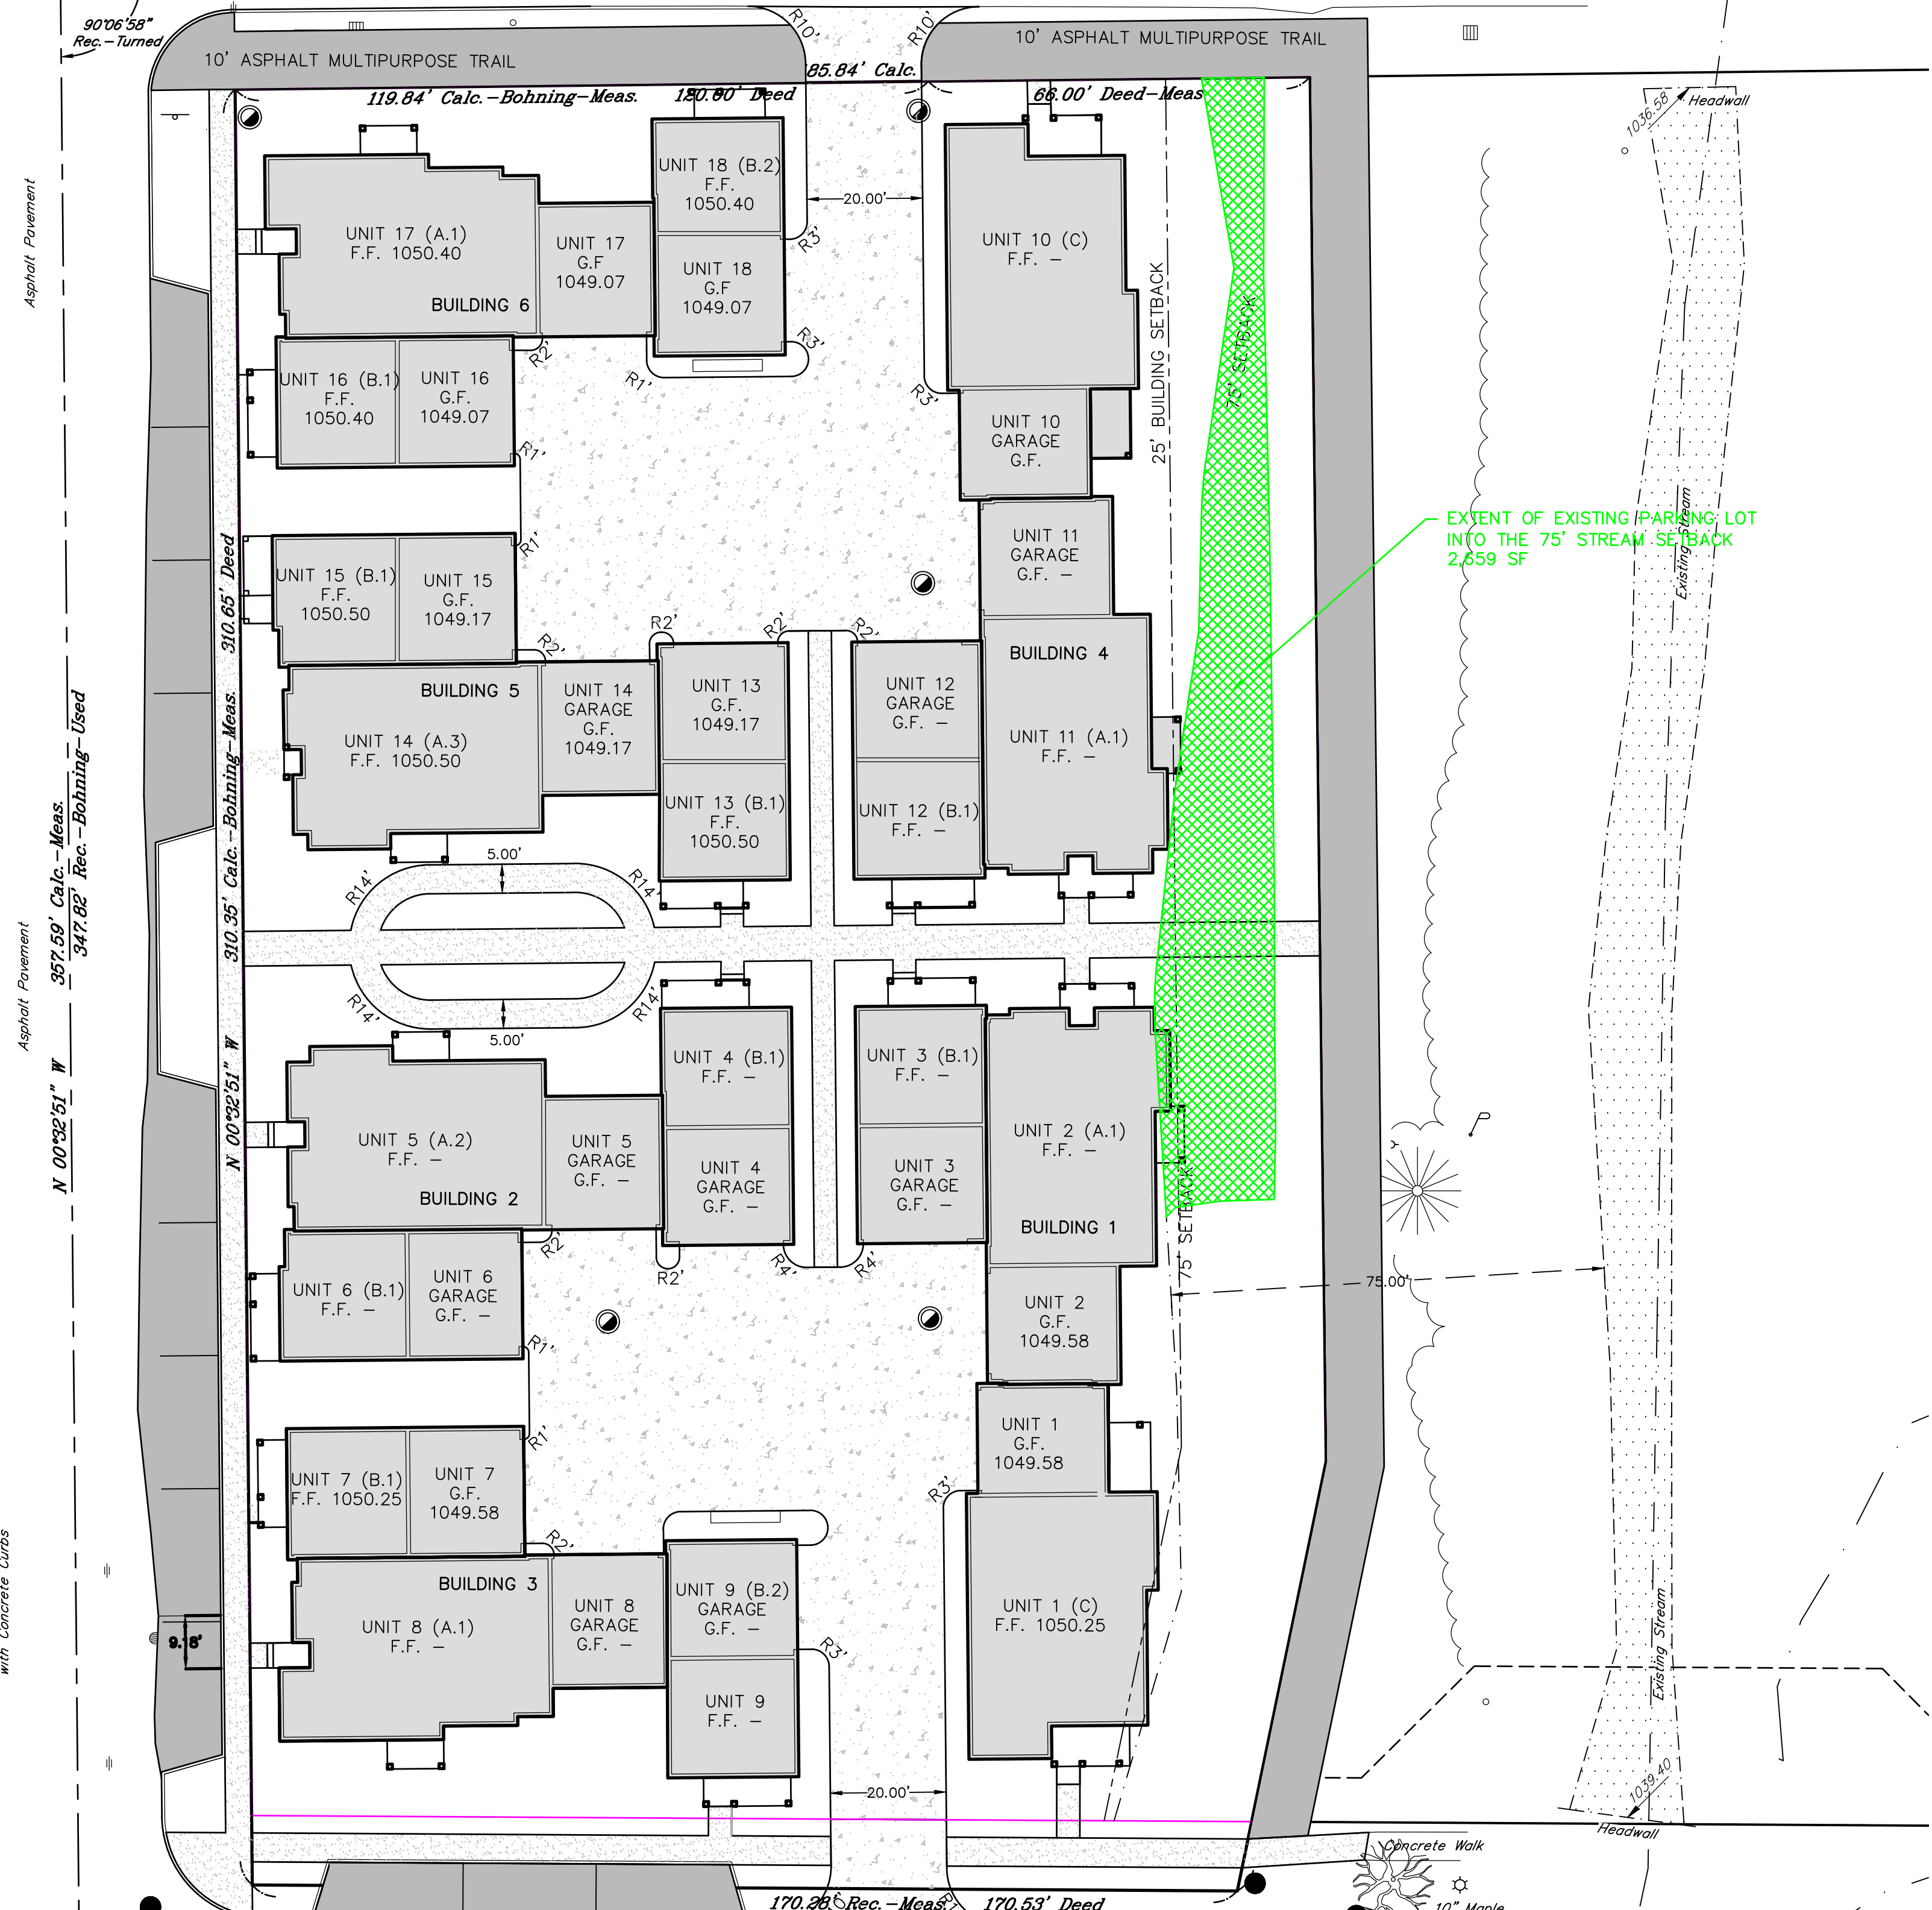 90°06'58"
Rec.-Turned
10' ASPHALT MULTIPURPOSE TRAIL
R10'
R10'
10' ASPHALT MULTIPURPOSE TRAIL
85.84' Calc.
119.84' Calc.-Bohning-Meas.
Deed
66.00' Deed-Meas
1036.58
Headwall
Asphalt Pavement
UNIT 17 (A.1)
F.F. 1050.40
BUILDING 6
UNIT 17
G.F
1049.07
UNIT 18 (B.2)
F.F.
1050.40
UNIT 18
G.F
1049.07
20.00'
R3'
R3'
R2'
R1'
UNIT 10 (C)
F.F. -
R3'
UNIT 10
GARAGE
G.F.
25' BUILDING SETBACK
75' SETBACK
UNIT 16 (B.1)
F.F.
1050.40
UNIT 16
G.F.
1049.07
R1'
R1'
UNIT 15 (B.1)
F.F.
1050.50
UNIT 15
G.F.
1049.17
R2'
UNIT 11
GARAGE
G.F. -
EXTENT OF EXISTING PARKING LOT
INTO THE 75' STREAM SETBACK
2,659 SF
Existing Stream
R2'
R2'
R2'
BUILDING 5
UNIT 14 (A.3)
F.F. 1050.50
UNIT 14
GARAGE
G.F.
1049.17
UNIT 13
G.F.
1049.17
UNIT 13 (B.1)
F.F.
1050.50
UNIT 12
GARAGE
G.F. -
UNIT 12 (B.1)
F.F. -
BUILDING 4
UNIT 11 (A.1)
F.F. -
N 00°32'51" W 310.35' Calc.-Bohning-Meas. 310.65' Deed
N 00°32'51" W 357.59' Calc.-Meas.
347.82' Rec.-Bohning-Used
Asphalt Pavement
R14'
5.00'
R14'
R14'
5.00'
R14'
UNIT 5 (A.2)
F.F. -
BUILDING 2
UNIT 5
GARAGE
G.F. -
UNIT 4 (B.1)
F.F. -
UNIT 4
GARAGE
G.F. -
UNIT 3 (B.1)
F.F. -
UNIT 3
GARAGE
G.F. -
UNIT 2 (A.1)
F.F. -
BUILDING 1
75' SETBACK
75.00'
R2'
R2'
R4'
R4'
UNIT 6 (B.1)
F.F. -
UNIT 6
GARAGE
G.F. -
R1'
UNIT 2
G.F.
1049.58
R1'
UNIT 7 (B.1)
F.F. 1050.25
UNIT 7
G.F.
1049.58
R2'
UNIT 1
G.F.
1049.58
R3'
with Concrete Curbs
BUILDING 3
UNIT 8 (A.1)
F.F. -
9.18'
UNIT 8
GARAGE
G.F. -
UNIT 9 (B.2)
GARAGE
G.F. -
R3'
UNIT 9
F.F. -
UNIT 1 (C)
F.F. 1050.25
Existing Stream
20.00'
1039.40
Headwall
Concrete Walk
170.28' Rec.-Meas.
170.53' Deed
10" Maple